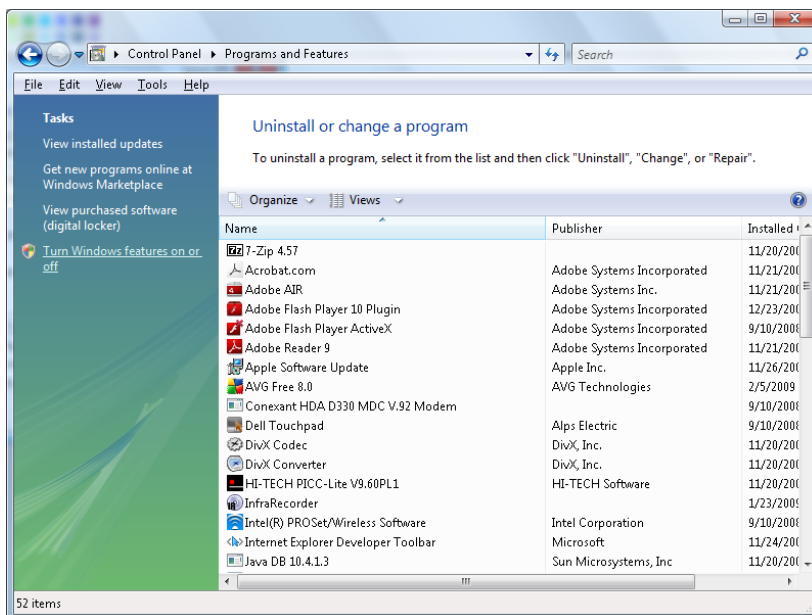 Control Panel Programs and Features Search
File Edit View Tools Help
Tasks
View installed updates
Get new programs online at
Windows Marketplace
View purchased software
(digital locker)
Turn Windows features on or
off
Uninstall or change a program
To uninstall a program, select it from the list and then click "Uninstall", "Change", or "Repair".
Organize Views
Name Publisher Installed
7-Zip 4.57 11/20/200
Acrobat.com Adobe Systems Incorporated 11/21/200
Adobe AIR Adobe Systems Inc. 11/21/200
Adobe Flash Player 10 Plugin Adobe Systems Incorporated 12/23/200
Adobe Flash Player ActiveX Adobe Systems Incorporated 9/10/2008
Adobe Reader 9 Adobe Systems Incorporated 11/21/200
Apple Software Update Apple Inc. 11/26/200
AVG Free 8.0 AVG Technologies 2/5/2009
Conexant HDA D330 MDC V.92 Modem 9/10/2008
Dell Touchpad Alps Electric 9/10/2008
DivX Codec DivX, Inc. 11/20/200
DivX Converter DivX, Inc. 11/20/200
HI-TECH PICC-Lite V9.60PL1 HI-TECH Software 11/20/200
InfraRecorder 1/23/2009
Intel(R) PROSet/Wireless Software Intel Corporation 9/10/2008
Internet Explorer Developer Toolbar Microsoft 11/24/200
Java DB 10.4.1.3 Sun Microsystems, Inc 11/20/200
52 items